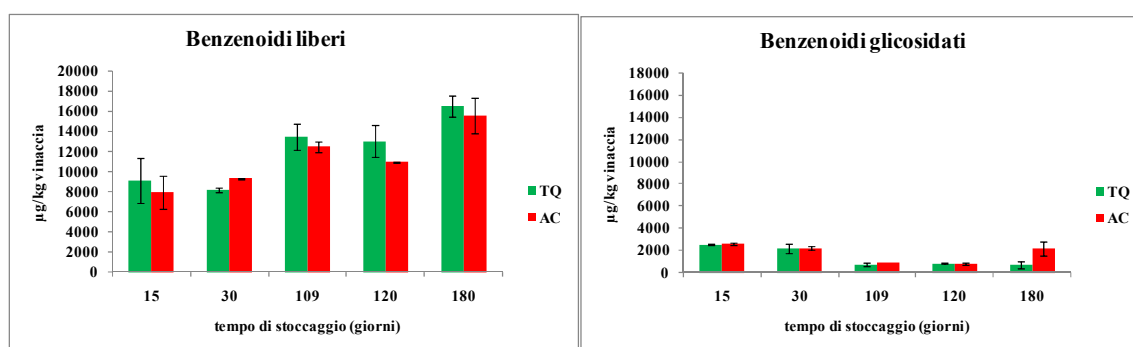 Benzenoidi liberi
20000
18000
16000
14000
12000
10000
8000
6000
4000
2000
0
µg/kg vinaccia
15 30 109 120 180
tempo di stoccaggio (giorni)
TQ
AC
Benzenoidi glicosidati
18000
16000
14000
12000
10000
8000
6000
4000
2000
0
µg/kg vinaccia
15 30 109 120 180
tempo di stoccaggio (giorni)
TQ
AC